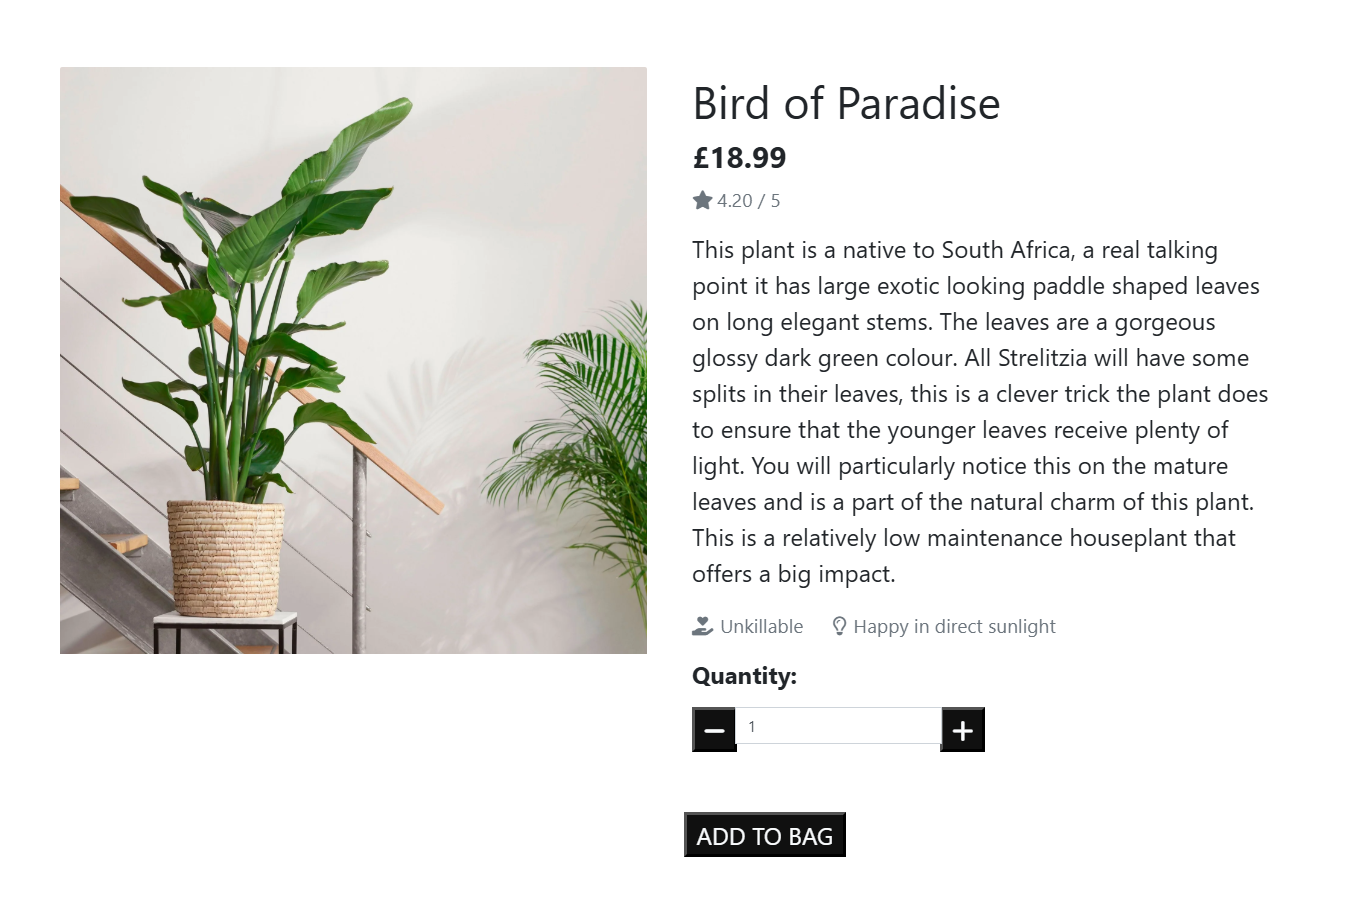 Bird of Paradise
£18.99
4.20 / 5
This plant is a native to South Africa, a real talking
point it has large exotic looking paddle shaped leaves
on long elegant stems. The leaves are a gorgeous
glossy dark green colour. All Strelitzia will have some
splits in their leaves, this is a clever trick the plant does
to ensure that the younger leaves receive plenty of
light. You will particularly notice this on the mature
leaves and is a part of the natural charm of this plant.
This is a relatively low maintenance houseplant that
offers a big impact.
Unkillable Happy in direct sunlight
Quantity:
1
ADD TO BAG